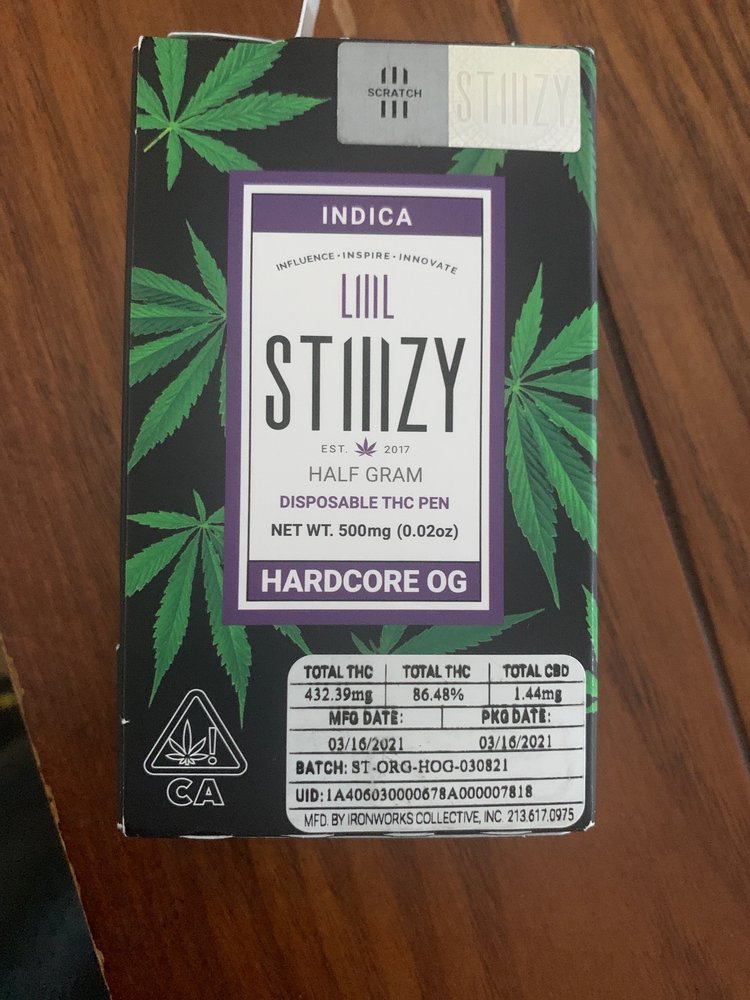 SCRATCH
STIIIZY
INDICA
INFLUENCE • INSPIRE • INNOVATE
LIIIL
STIIIZY
EST. 2017
HALF GRAM
DISPOSABLE THC PEN
NET WT. 500mg (0.02oz)
HARDCORE OG
TOTAL THC TOTAL THC TOTAL CBD
432.39mg 86.48% 1.44mg
MFG DATE: PKG DATE:
03/16/2021 03/16/2021
BATCH: ST-ORG-HOG-030821
UID: 1A406030000678A000007818
MFD. BY IRONWORKS COLLECTIVE, INC. 213.617.0975
!
CA